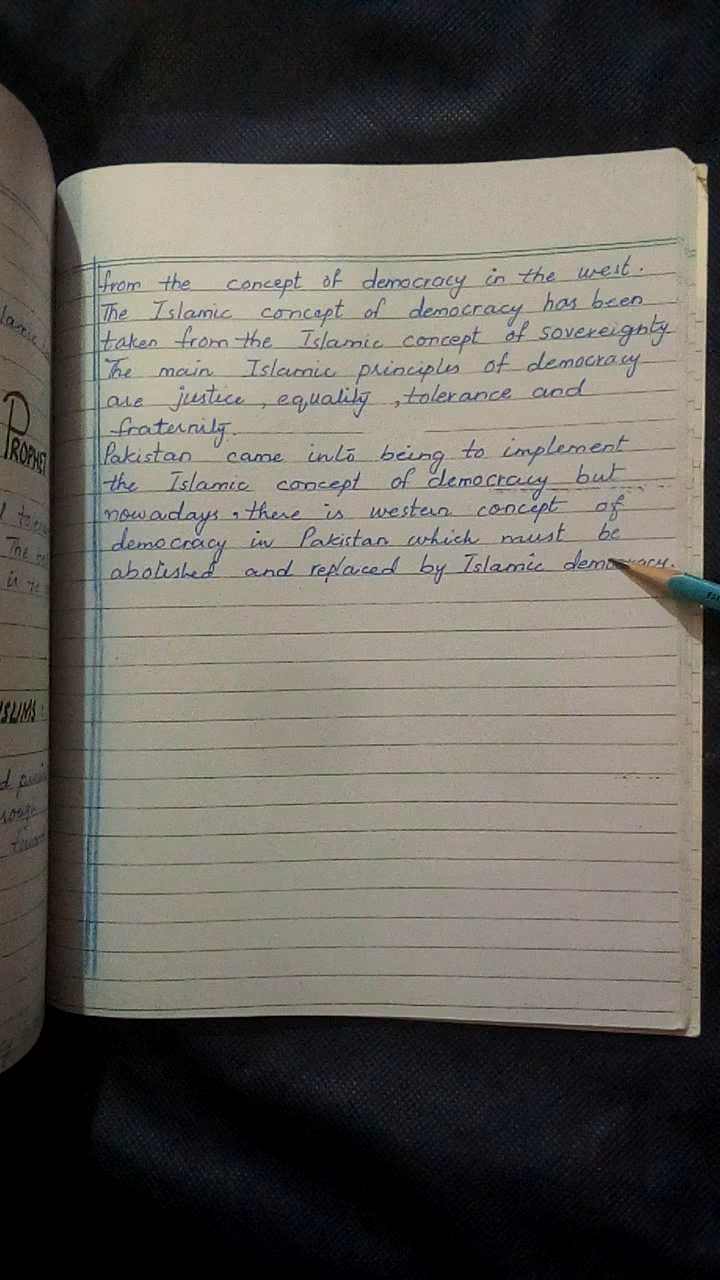 from the concept of democracy in the west.
The Islamic concept of democracy has been
taken from the Islamic concept of sovereignty
The main Islamic principles of democracy
are justice, equality, tolerance and
fraternity.
Pakistan came into being to implement
the Islamic concept of democracy but
nowadays, there is western concept of
democracy in Pakistan which must be
abolished and replaced by Islamic democracy.
PROPHET
The
is